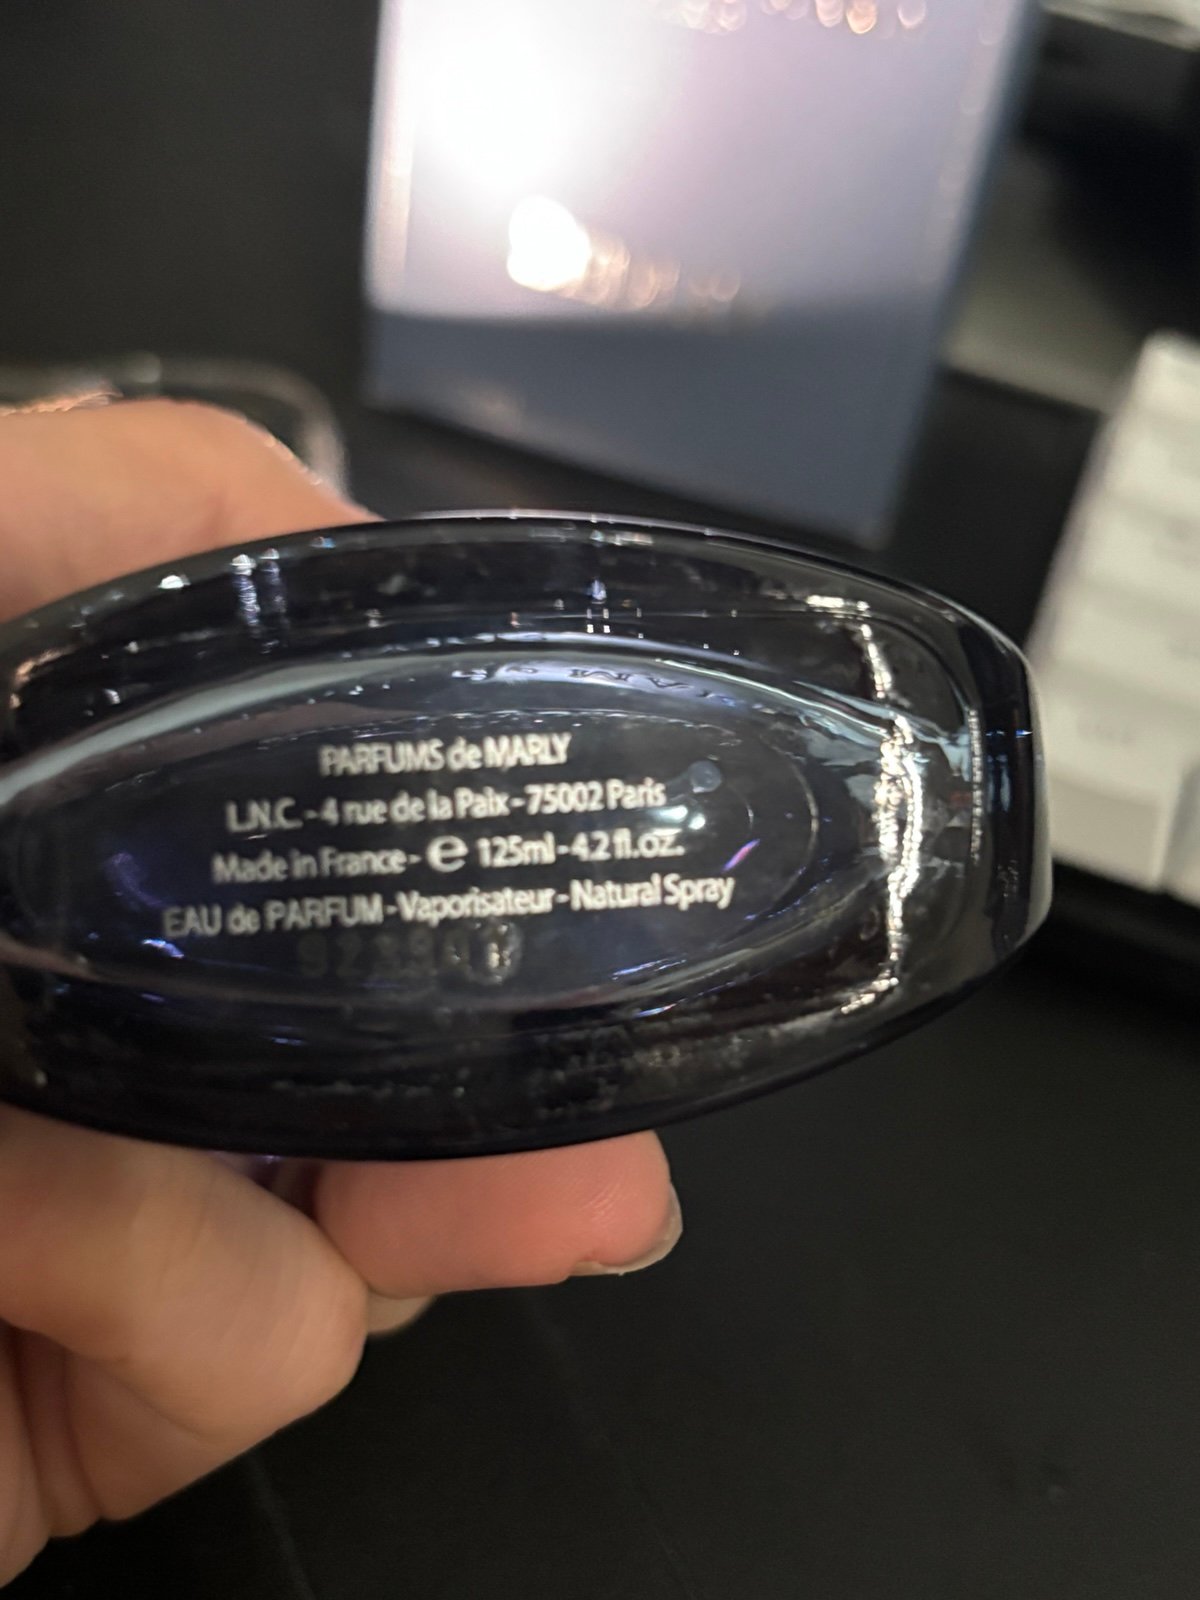 PARFUMS de MARLY
L.N.C. - 4 rue de la Paix - 75002 Paris
Made in France - ℮ 125ml - 4.2 fl.oz.
EAU de PARFUM - Vaporisateur - Natural Spray